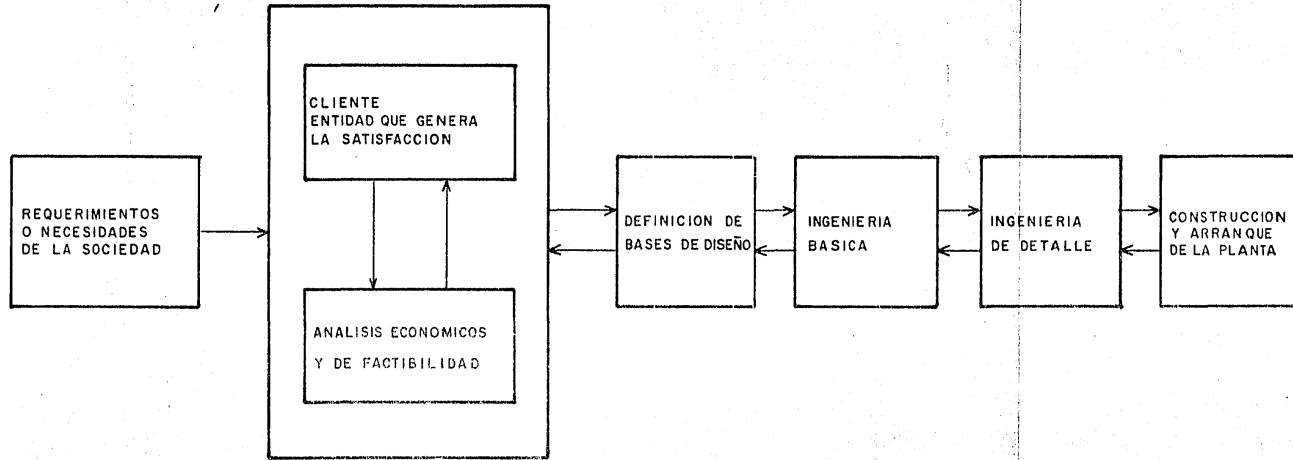 REQUERIMIENTOS
O NECESIDADES
DE LA SOCIEDAD
CLIENTE
ENTIDAD QUE GENERA
LA SATISFACCION
ANALISIS ECONOMICOS
Y DE FACTIBILIDAD
DEFINICION DE
BASES DE DISEÑO
INGENIERIA
BASICA
INGENIERIA
DE DETALLE
CONSTRUCCION
Y ARRANQUE
DE LA PLANTA